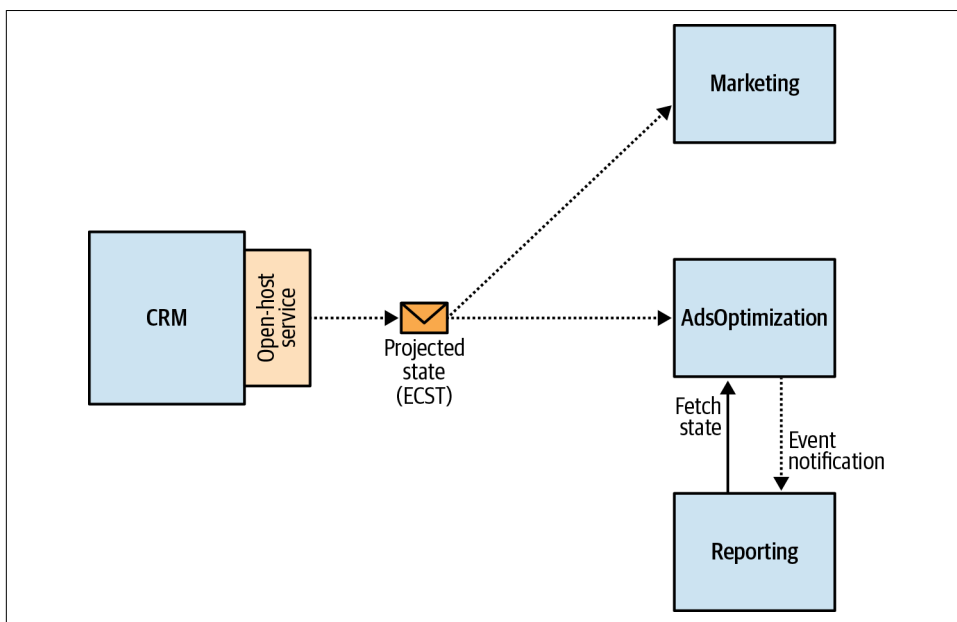 Marketing
CRM
Open-host
service
Projected
state
(ECST)
AdsOptimization
Fetch
state
Event
notification
Reporting